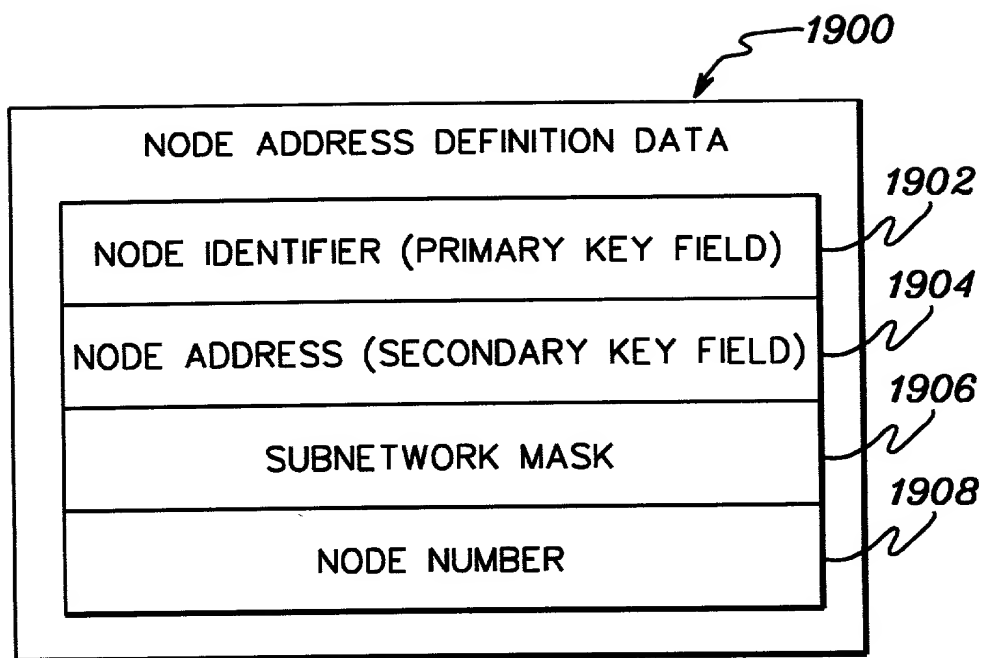 1900
NODE ADDRESS DEFINITION DATA
1902
NODE IDENTIFIER (PRIMARY KEY FIELD)
1904
NODE ADDRESS (SECONDARY KEY FIELD)
1906
SUBNETWORK MASK
1908
NODE NUMBER